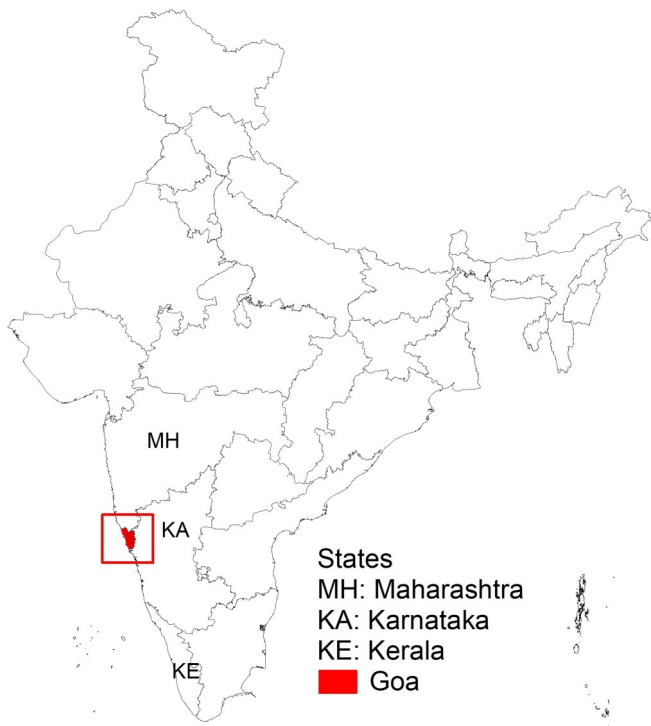 MH
KA
KE
States
MH: Maharashtra
KA: Karnataka
KE: Kerala
Goa